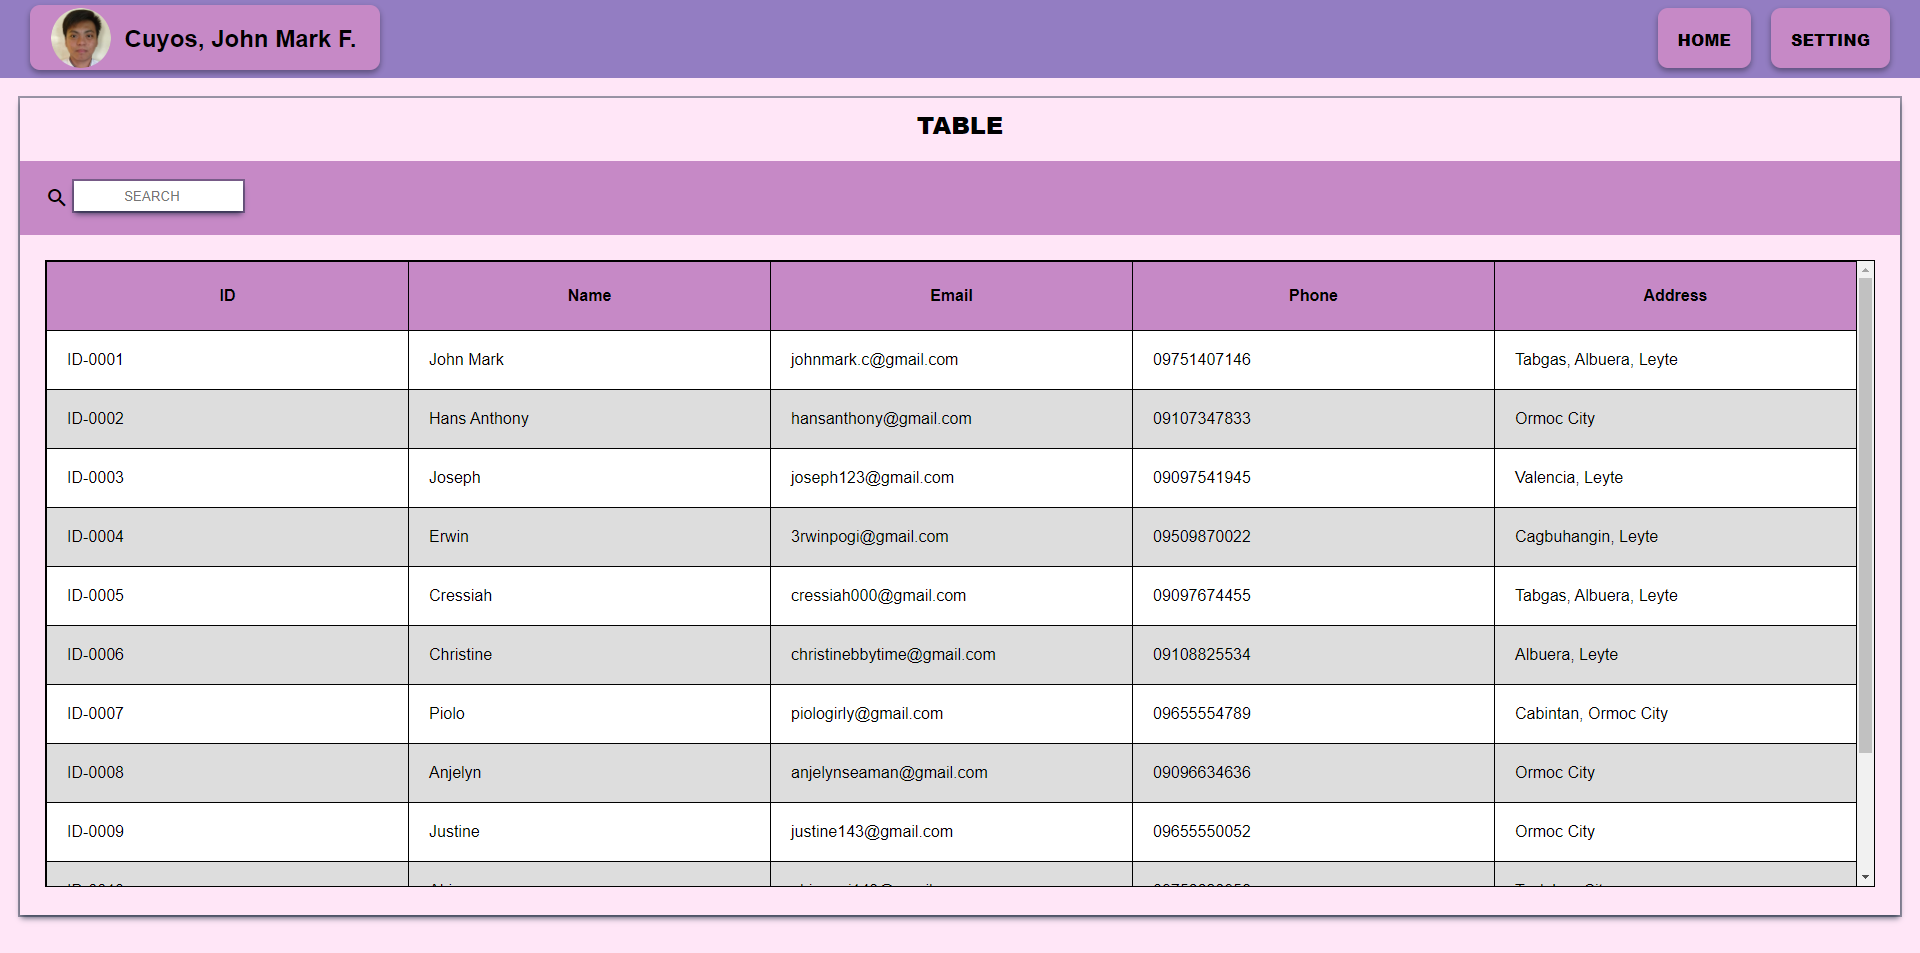 Cuyos, John Mark F.
HOME
SETTING
TABLE
SEARCH
ID Name Email Phone Address
ID-0001 John Mark johnmark.c@gmail.com 09751407146 Tabgas, Albuera, Leyte
ID-0002 Hans Anthony hansanthony@gmail.com 09107347833 Ormoc City
ID-0003 Joseph joseph123@gmail.com 09097541945 Valencia, Leyte
ID-0004 Erwin 3rwinpogi@gmail.com 09509870022 Cagbuhangin, Leyte
ID-0005 Cressiah cressiah000@gmail.com 09097674455 Tabgas, Albuera, Leyte
ID-0006 Christine christinebbytime@gmail.com 09108825534 Albuera, Leyte
ID-0007 Piolo piologirly@gmail.com 09655554789 Cabintan, Ormoc City
ID-0008 Anjelyn anjelynseaman@gmail.com 09096634636 Ormoc City
ID-0009 Justine justine143@gmail.com 09655550052 Ormoc City